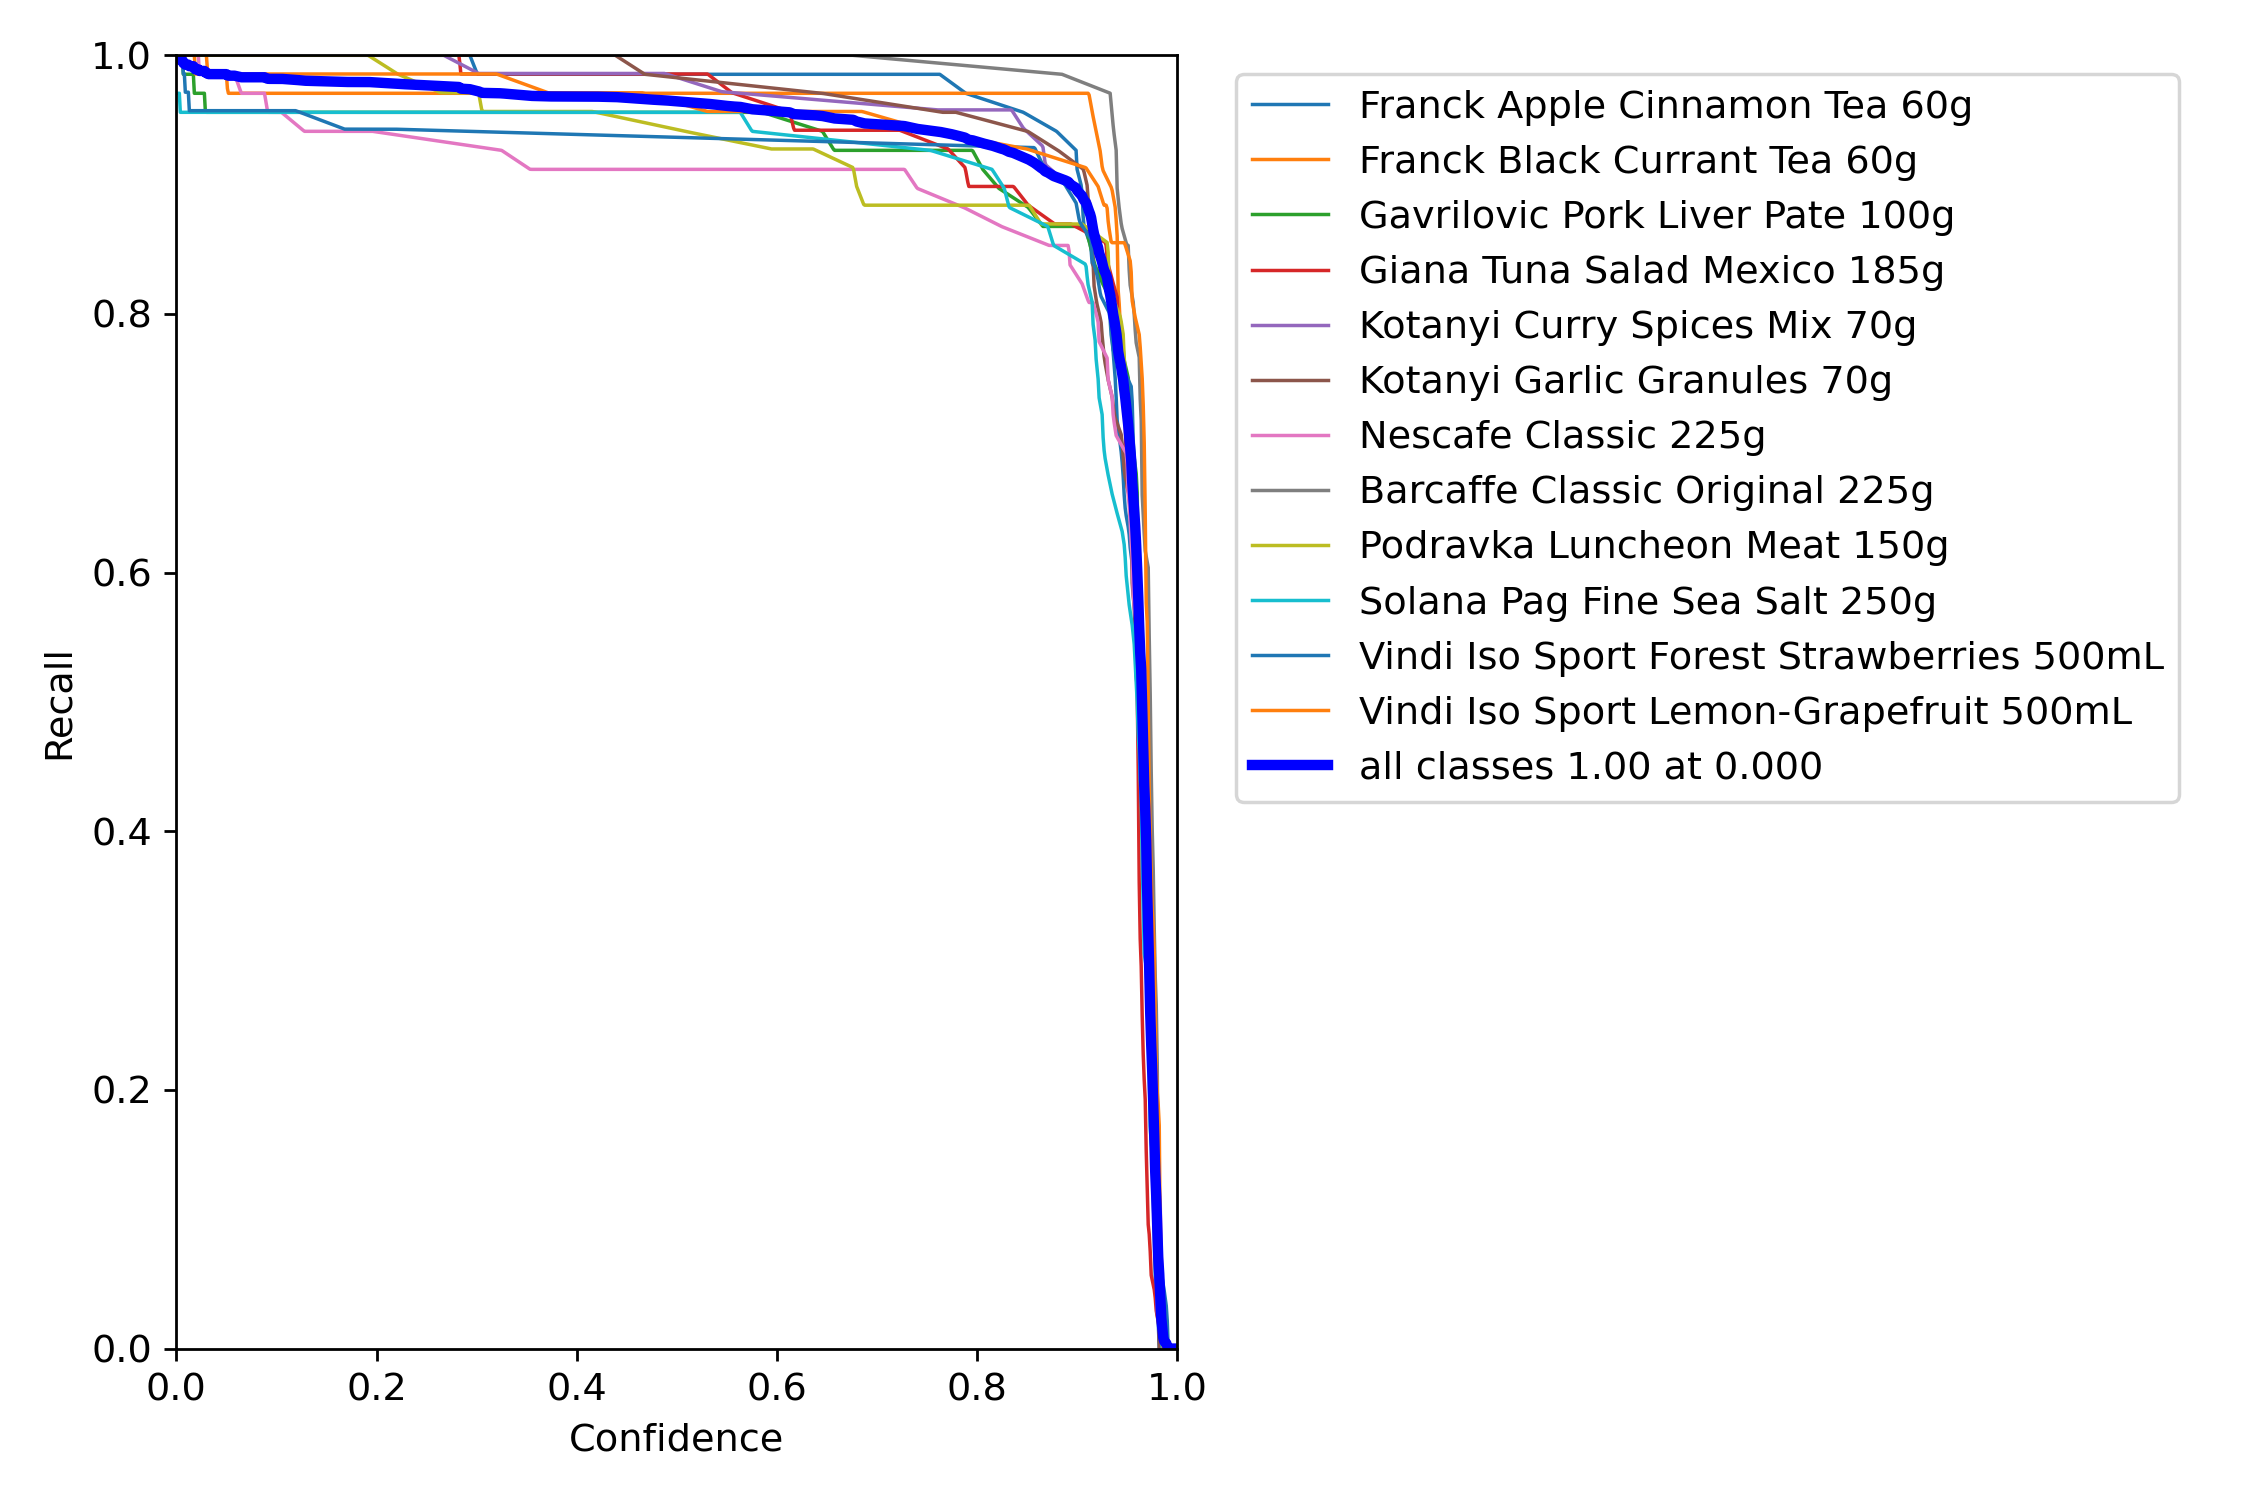 1.0
0.8
0.6
0.4
0.2
0.0
Recall
0.0 0.2 0.4 0.6 0.8 1.0
Confidence
Franck Apple Cinnamon Tea 60g
Franck Black Currant Tea 60g
Gavrilovic Pork Liver Pate 100g
Giana Tuna Salad Mexico 185g
Kotanyi Curry Spices Mix 70g
Kotanyi Garlic Granules 70g
Nescafe Classic 225g
Barcaffe Classic Original 225g
Podravka Luncheon Meat 150g
Solana Pag Fine Sea Salt 250g
Vindi Iso Sport Forest Strawberries 500mL
Vindi Iso Sport Lemon-Grapefruit 500mL
all classes 1.00 at 0.000